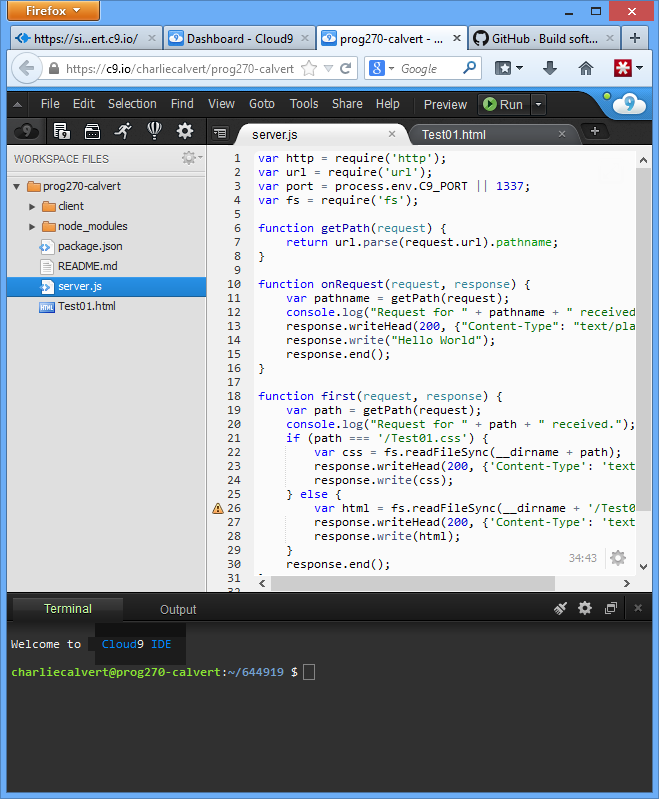 Firefox
https://si...ert.c9.io/ Dashboard - Cloud9 prog270-calvert - ... GitHub · Build soft...
https://c9.io/charliecalvert/prog270-calvert Google
File Edit Selection Find View Goto Tools Share Help Preview Run
server.js Test01.html
WORKSPACE FILES
prog270-calvert
client
node_modules
package.json
README.md
server.js
Test01.html
1 var http = require('http');
2 var url = require('url');
3 var port = process.env.C9_PORT || 1337;
4 var fs = require('fs');
5
6 function getPath(request) {
7 return url.parse(request.url).pathname;
8 }
9
10 function onRequest(request, response) {
11 var pathname = getPath(request);
12 console.log("Request for " + pathname + " received
13 response.writeHead(200, {"Content-Type": "text/pla
14 response.write("Hello World");
15 response.end();
16 }
17
18 function first(request, response) {
19 var path = getPath(request);
20 console.log("Request for " + path + " received.");
21 if (path === '/Test01.css') {
22 var css = fs.readFileSync(__dirname + path);
23 response.writeHead(200, {'Content-Type': 'text
24 response.write(css);
25 } else {
26 var html = fs.readFileSync(__dirname + '/Test0
27 response.writeHead(200, {'Content-Type': 'text
28 response.write(html);
29 }
30 response.end();
31
34:43
Terminal Output
Welcome to Cloud9 IDE
charliecalvert@prog270-calvert:~/644919 $